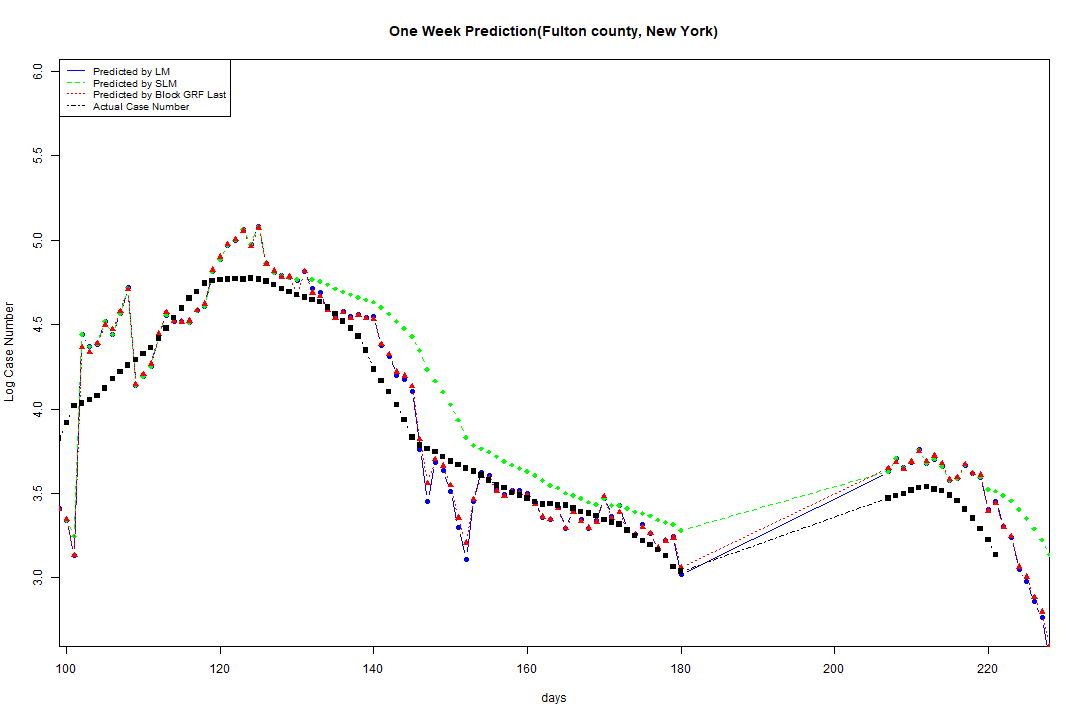 One Week Prediction(Fulton county, New York)
Predicted by LM
Predicted by SLM
Predicted by Block GRF Last
Actual Case Number
6.0
5.5
5.0
4.5
4.0
3.5
3.0
Log Case Number
100 120 140 160 180 200 220
days